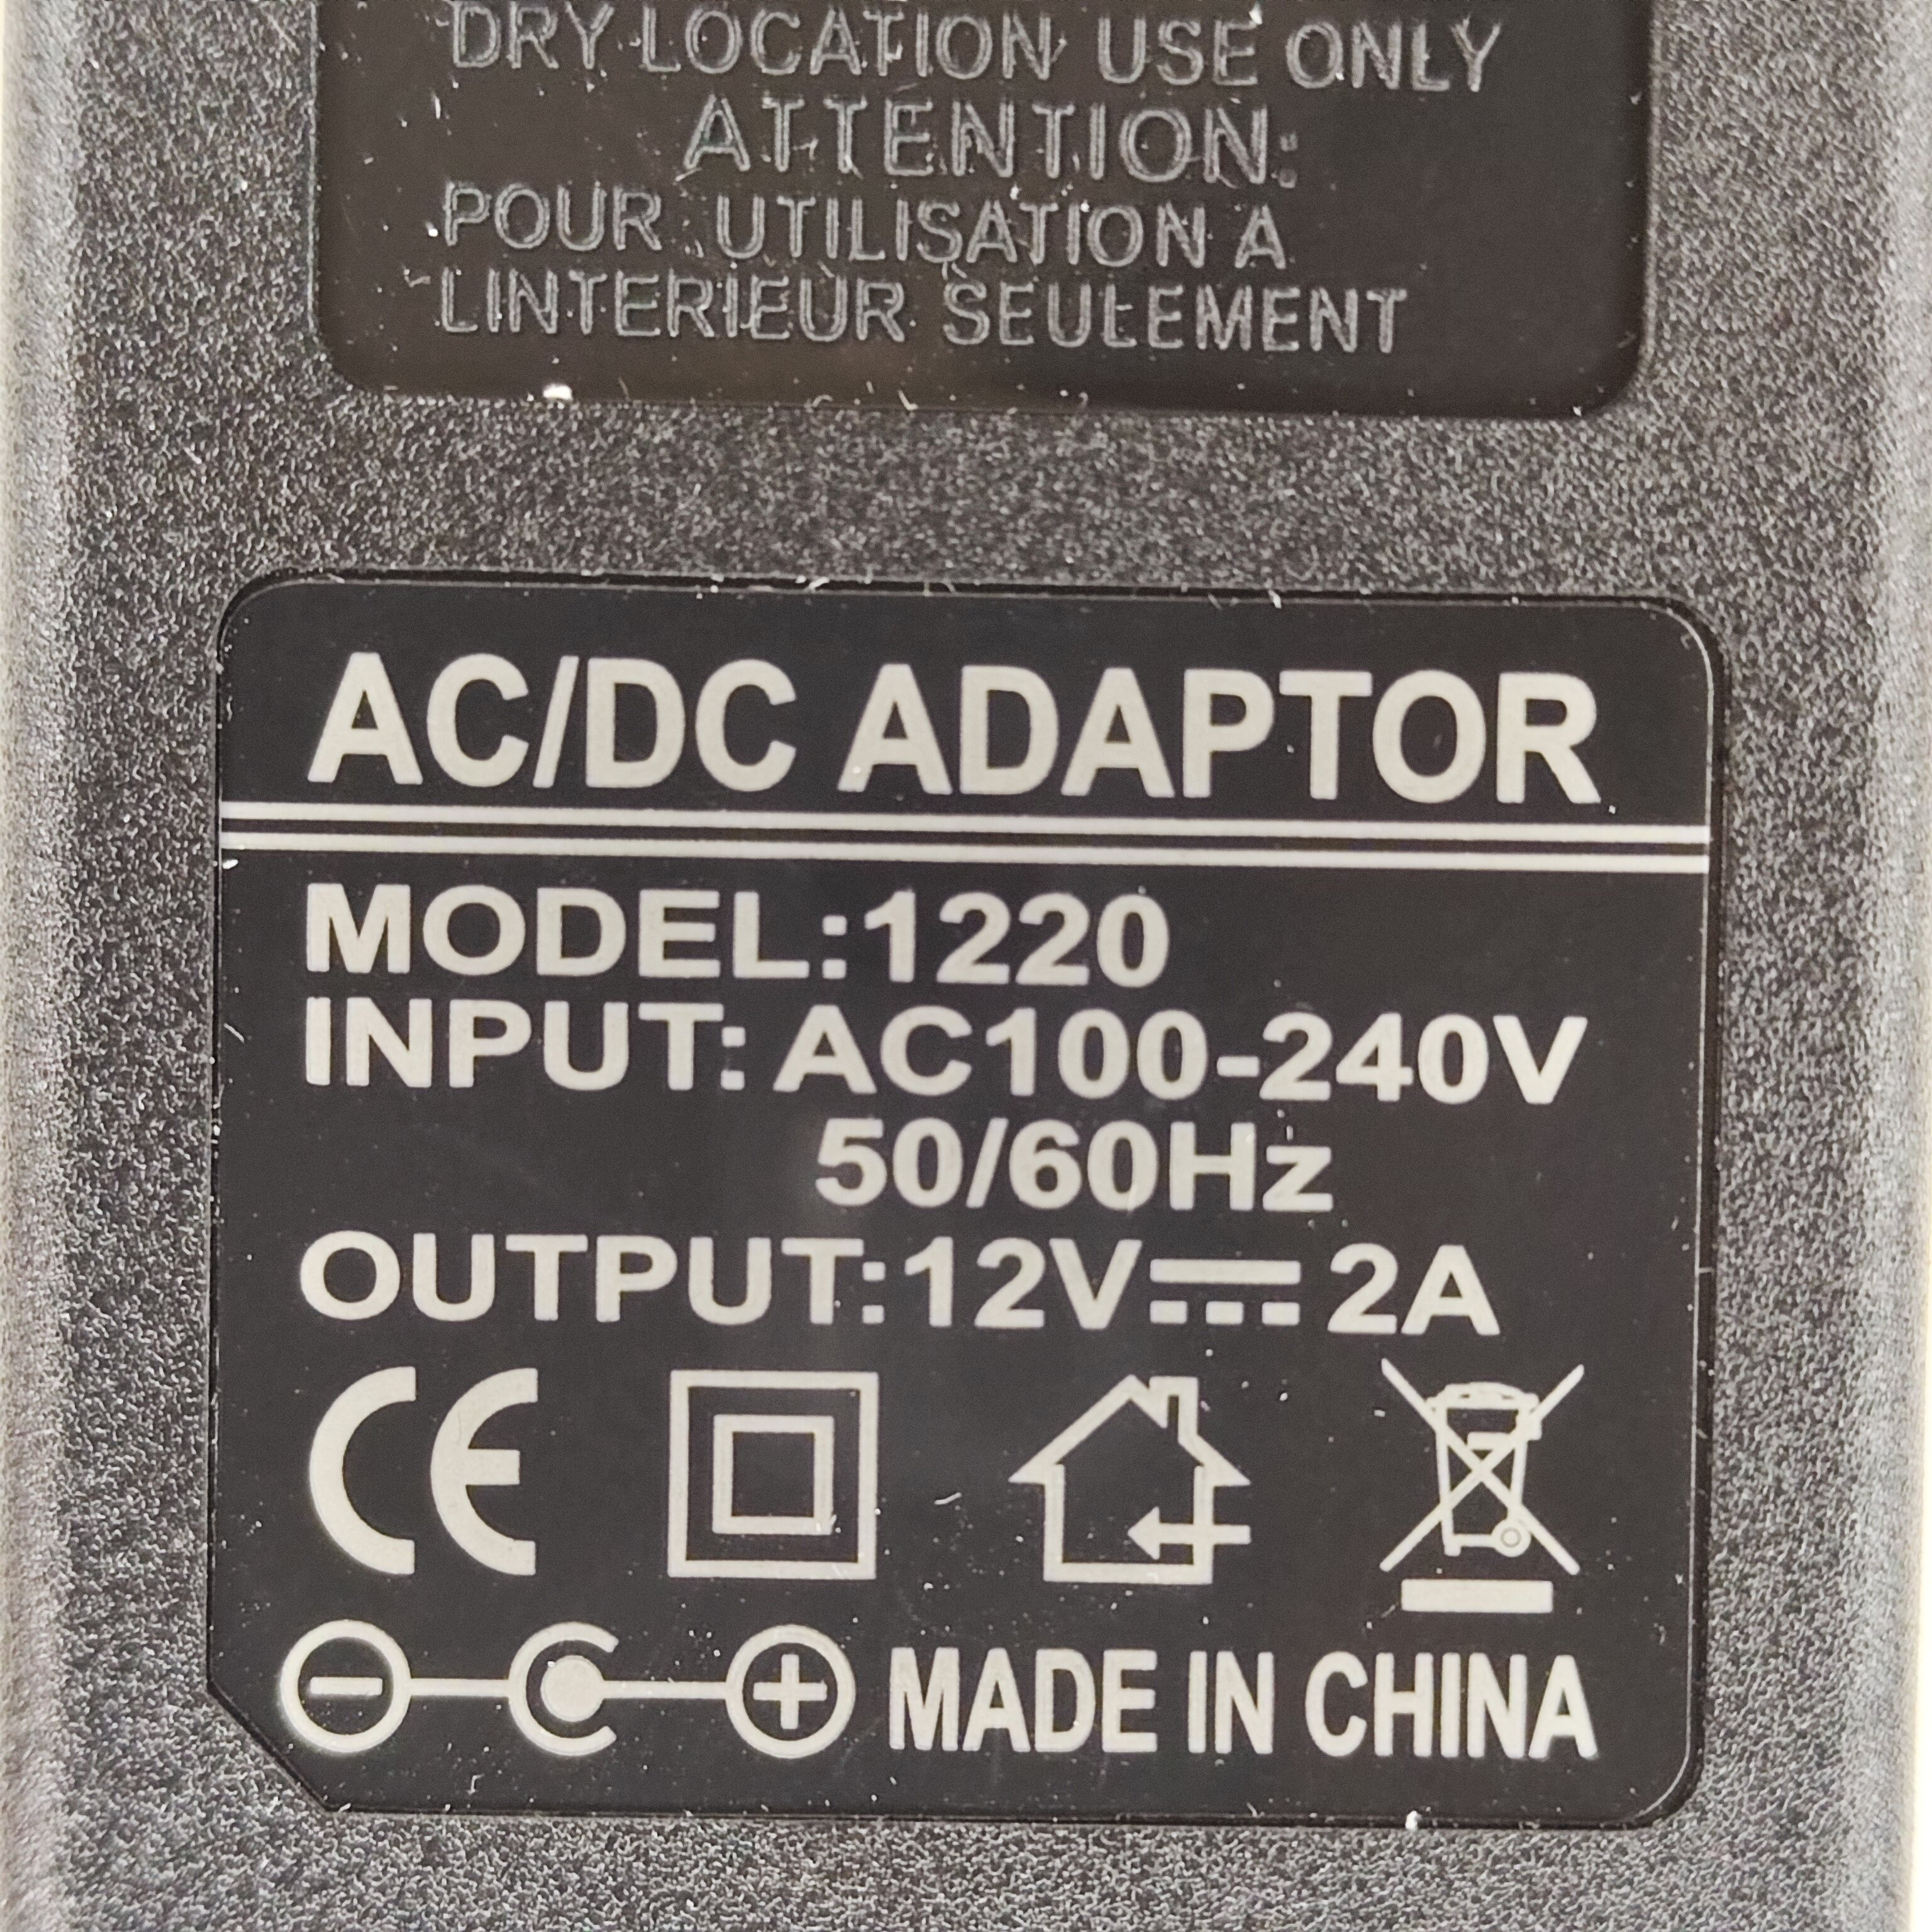 DRY LOCATION USE ONLY
ATTENTION:
POUR UTILISATION A
LINTERIEUR SEULEMENT
AC/DC ADAPTOR
MODEL:1220
INPUT: AC100-240V
50/60Hz
OUTPUT:12V⎓2A
CE
MADE IN CHINA